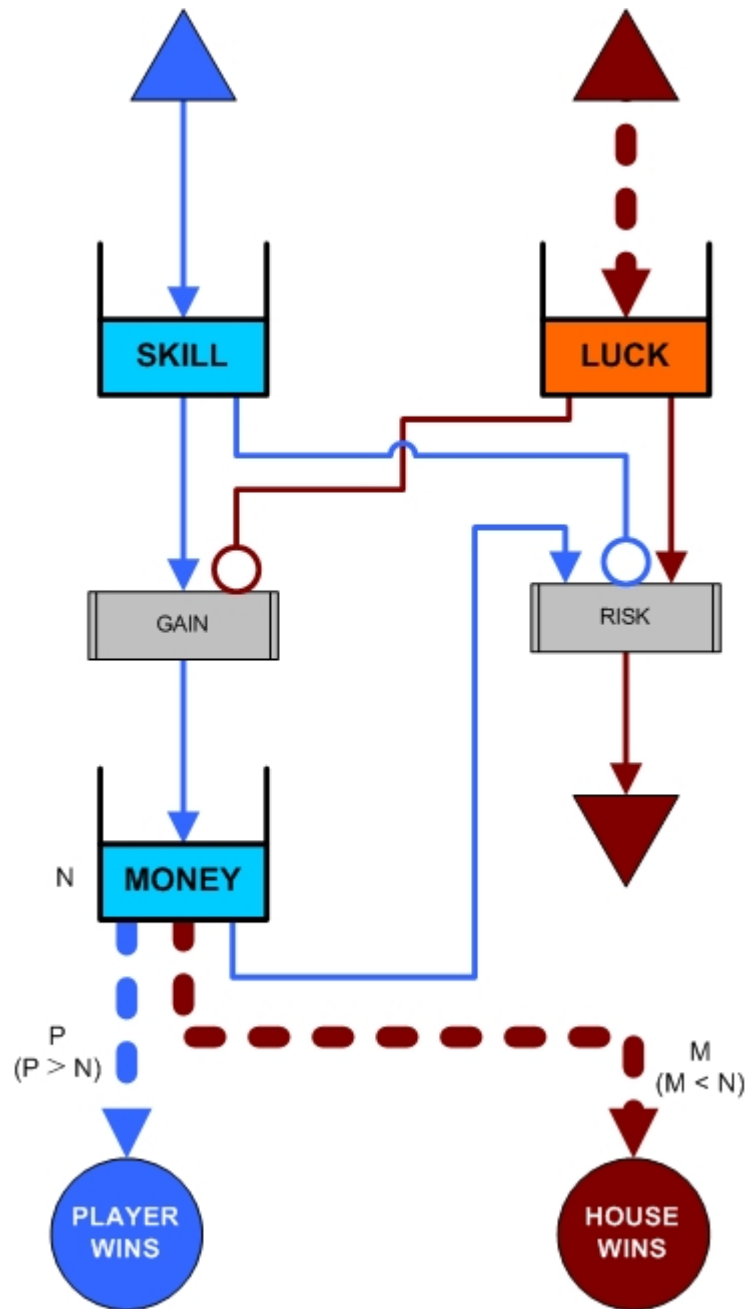 SKILL
LUCK
GAIN
RISK
N
MONEY
P
(P > N)
M
(M < N)
PLAYER
WINS
HOUSE
WINS